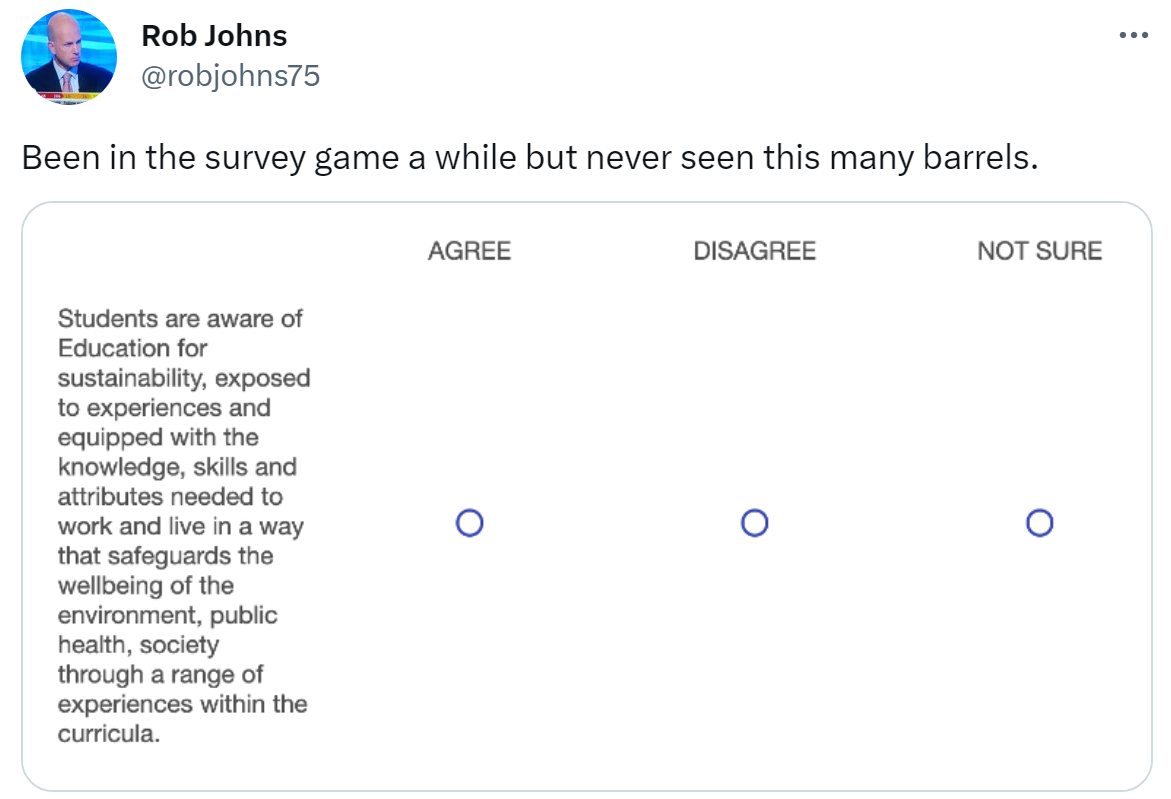 Rob Johns
@robjohns75
Been in the survey game a while but never seen this many barrels.
AGREE DISAGREE NOT SURE
Students are aware of
Education for
sustainability, exposed
to experiences and
equipped with the
knowledge, skills and
attributes needed to
work and live in a way
that safeguards the
wellbeing of the
environment, public
health, society
through a range of
experiences within the
curricula.